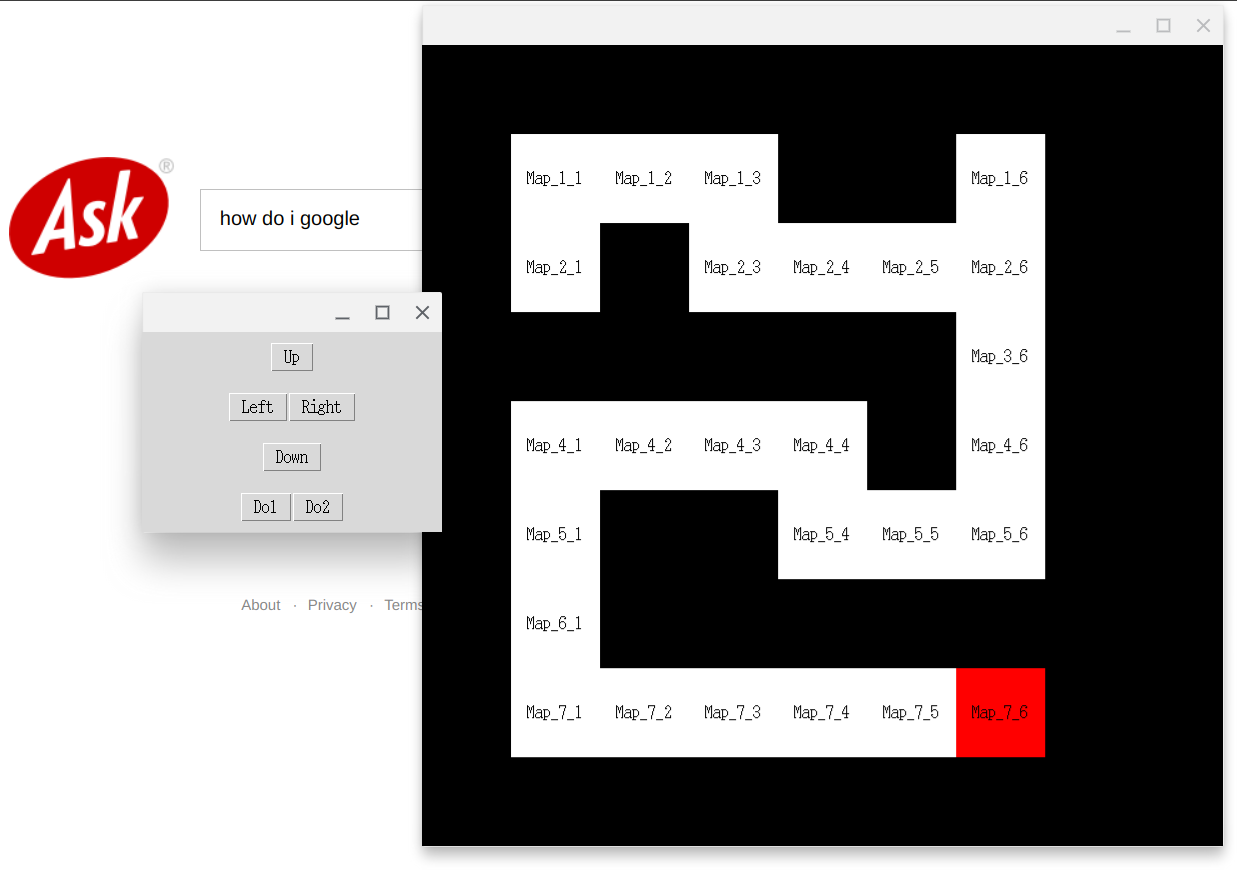 Ask®
how do i google
Up
Left Right
Down
Do1 Do2
About · Privacy · Terms
Map_1_1 Map_1_2 Map_1_3 Map_1_6
Map_2_1 Map_2_3 Map_2_4 Map_2_5 Map_2_6
Map_3_6
Map_4_1 Map_4_2 Map_4_3 Map_4_4 Map_4_6
Map_5_1 Map_5_4 Map_5_5 Map_5_6
Map_6_1
Map_7_1 Map_7_2 Map_7_3 Map_7_4 Map_7_5 Map_7_6